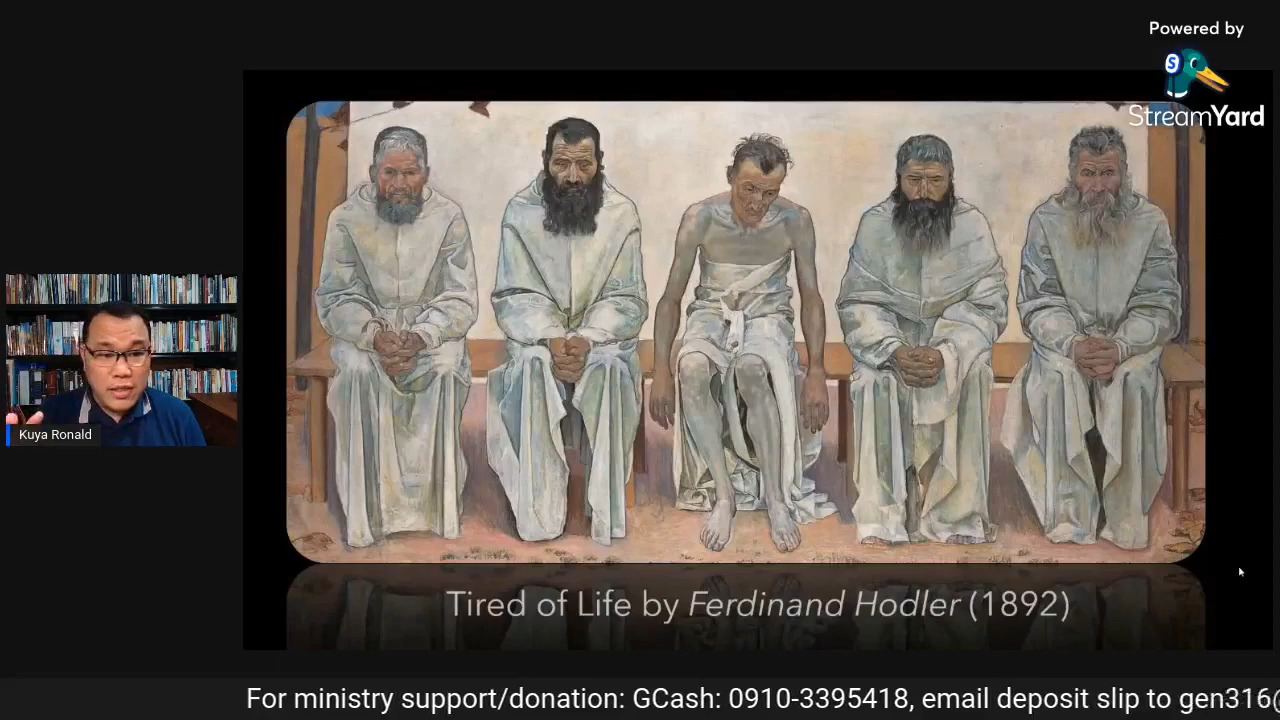 Powered by
S
StreamYard
Kuya Ronald
Tired of Life by Ferdinand Hodler (1892)
For ministry support/donation: GCash: 0910-3395418, email deposit slip to gen316